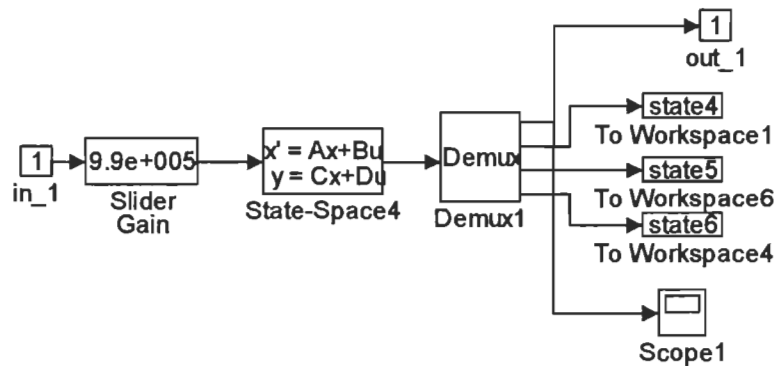 1
out_1
state4
To Workspace1
1
in_1
9.9e+005
Slider
Gain
x' = Ax+Bu
y = Cx+Du
State-Space4
Demux
Demux1
state5
To Workspace6
state6
To Workspace4
Scope1